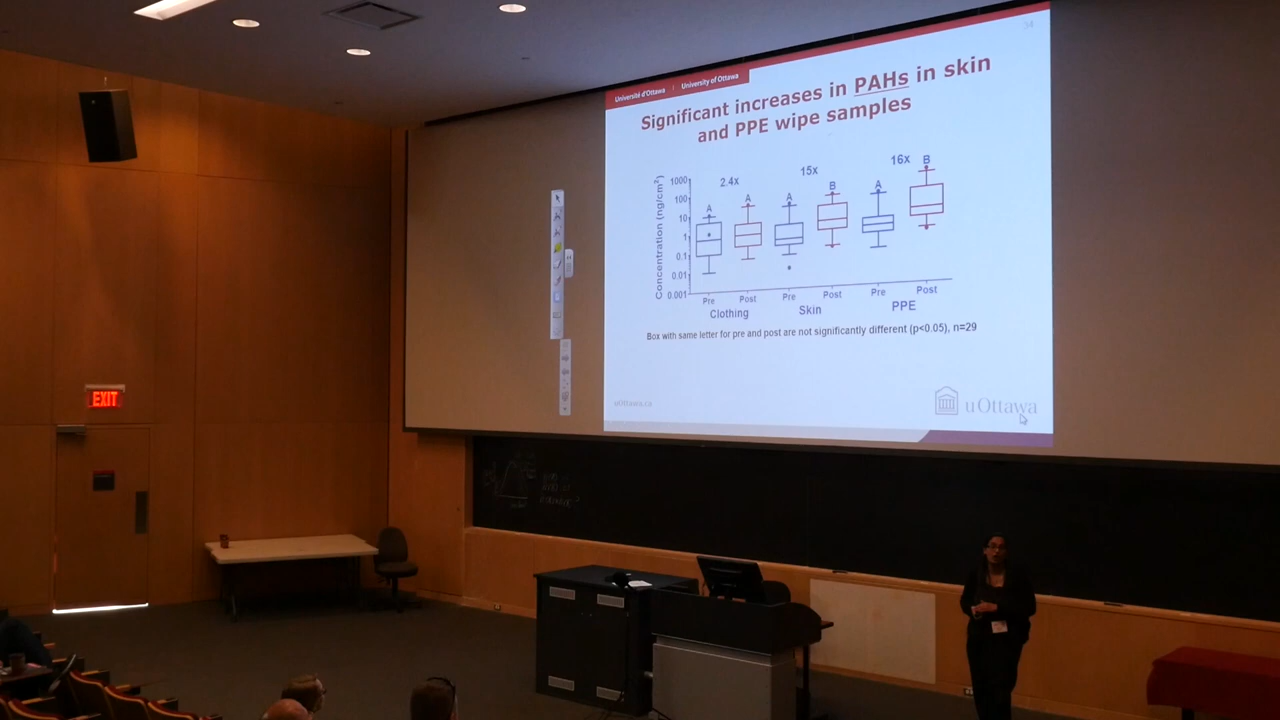 34
Université d'Ottawa | University of Ottawa
Significant increases in PAHs in skin
and PPE wipe samples
2.4x 15x 16x
A A A B A B
Concentration (ng/cm²)
1000
100
10
1
0.1
0.01
0.001
Pre Post Pre Post Pre Post
Clothing Skin PPE
Box with same letter for pre and post are not significantly different (p<0.05), n=29
uOttawa.ca
uOttawa
EXIT